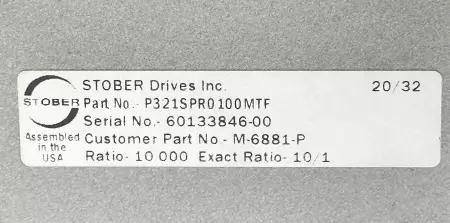 STOBER Drives Inc. 20/32
STOBER Part No.- P321SPR0100MTF
Serial No.- 60133846-00
Assembled in the USA
Customer Part No.- M-6881-P
Ratio- 10 000 Exact Ratio- 10/1